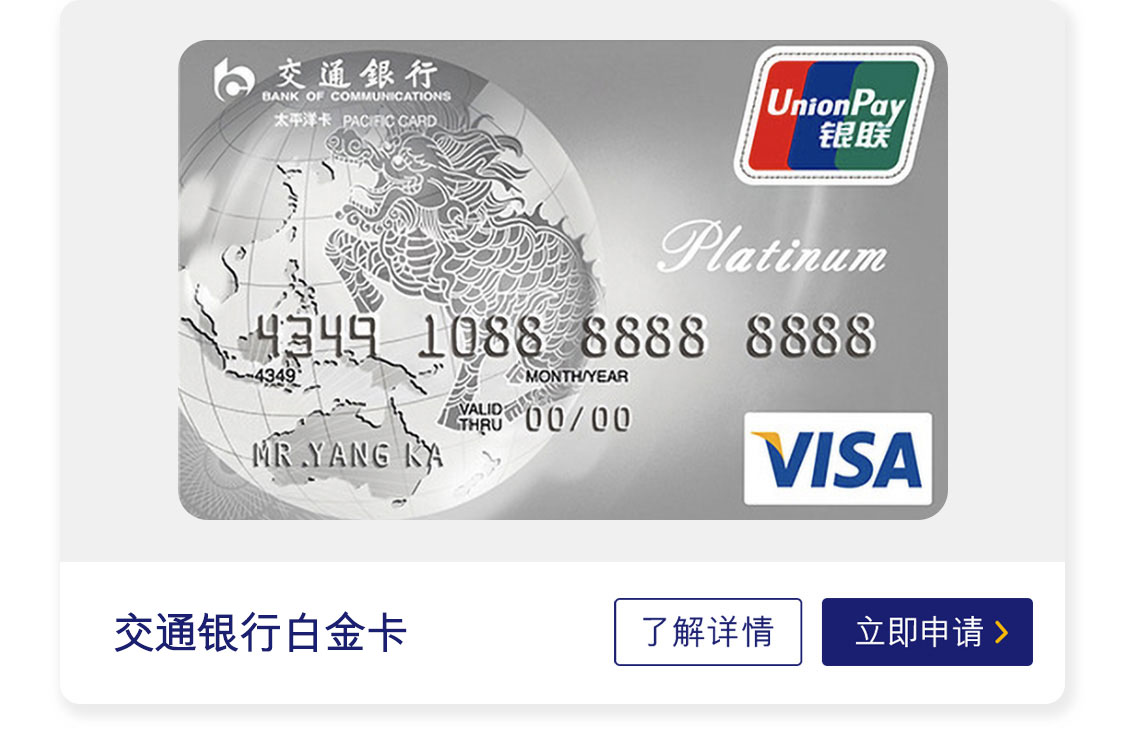 交通銀行
BANK OF COMMUNICATIONS
太平洋卡 PACIFIC CARD
UnionPay
银联
Platinum
4349 1088 8888 8888
4349
MONTH/YEAR
VALID
THRU 00/00
MR.YANG KA
VISA
交通银行白金卡
了解详情
立即申请